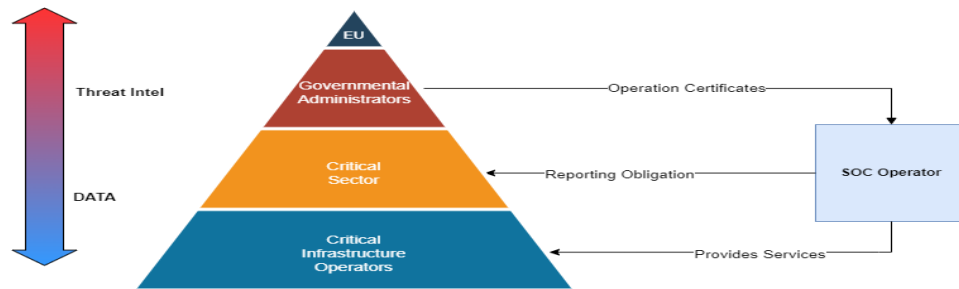 EU
Governmental
Administrators
Threat Intel
Operation Certificates
Critical
Sector
Reporting Obligation
SOC Operator
DATA
Critical
Infrastructure
Operators
Provides Services